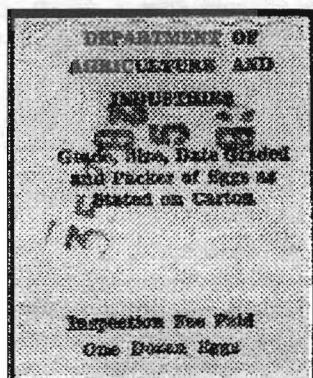 DEPARTMENT OF
AGRICULTURE AND
INDUSTRIES
Grade, Size, Date Graded
and Packer of Eggs as
Stated on Carton
Inspection Fee Paid
One Dozen Eggs